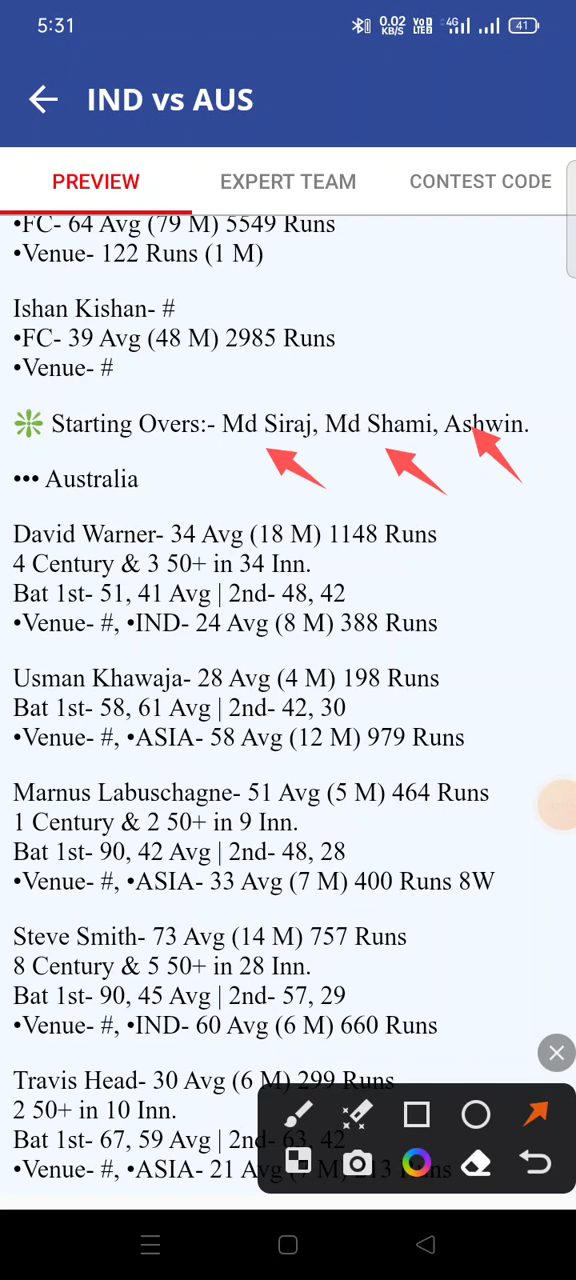 5:31
0.02 KB/S Vo LTE 2 4G 41
IND vs AUS
PREVIEW EXPERT TEAM CONTEST CODE
•FC- 64 Avg (79 M) 5549 Runs
•Venue- 122 Runs (1 M)
Ishan Kishan- #
•FC- 39 Avg (48 M) 2985 Runs
•Venue- #
Starting Overs:- Md Siraj, Md Shami, Ashwin.
••• Australia
David Warner- 34 Avg (18 M) 1148 Runs
4 Century & 3 50+ in 34 Inn.
Bat 1st- 51, 41 Avg | 2nd- 48, 42
•Venue- #, •IND- 24 Avg (8 M) 388 Runs
Usman Khawaja- 28 Avg (4 M) 198 Runs
Bat 1st- 58, 61 Avg | 2nd- 42, 30
•Venue- #, •ASIA- 58 Avg (12 M) 979 Runs
Marnus Labuschagne- 51 Avg (5 M) 464 Runs
1 Century & 2 50+ in 9 Inn.
Bat 1st- 90, 42 Avg | 2nd- 48, 28
•Venue- #, •ASIA- 33 Avg (7 M) 400 Runs 8W
Steve Smith- 73 Avg (14 M) 757 Runs
8 Century & 5 50+ in 28 Inn.
Bat 1st- 90, 45 Avg | 2nd- 57, 29
•Venue- #, •IND- 60 Avg (6 M) 660 Runs
Travis Head- 30 Avg (6 M) 299 Runs
2 50+ in 10 Inn.
Bat 1st- 67, 59 Avg | 2nd- 63, 42
•Venue- #, •ASIA- 21 Avg M) 213 Runs